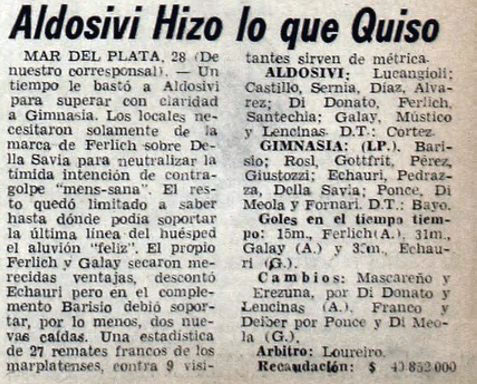 Aldosivi Hizo lo que Quiso
MAR DEL PLATA, 28 (De
nuestro corresponsal). — Un
tiempo le bastó a Aldosivi
para superar con claridad
a Gimnasia. Los locales ne-
cesitaron solamente de la
marca de Ferlich sobre De-
lla Savia para neutralizar la
tímida intención de contra-
golpe "mens-sana". El res-
to quedó limitado a saber
hasta dónde podía soportar
la última línea del huésped
el aluvión "feliz". El propio
Ferlich y Galay secaron me-
recidas ventajas, descontó
Echauri pero en el comple-
mento Barisio debió sopor-
tar, por lo menos, dos nue-
vas caídas. Una estadística
de 27 remates francos de los
marplatenses, contra 9 visi-
tantes sirven de métrica.
ALDOSIVI: Lucangioli;
Castillo, Sernia, Díaz, Alva-
rez; Di Donato, Ferlich,
Santechia; Galay, Mústico
y Lencinas. D.T.: Cortez.
GIMNASIA: (LP.). Bari-
sio; Rosl, Gottfrit, Pérez,
Giustozzi; Echauri, Pedraz-
za, Della Savia; Ponce, Di
Meola y Fornari. D.T.: Bayo.
Goles en el tiempo tiem-
po: 15m., Ferlich(A.), 31m.,
Galay (A.) y 35m., Echau-
ri (G.).
Cambios: Mascareño y
Erezuna, por Di Donato y
Lencinas (A.), Franco y
Deiber por Ponce y Di Meo-
la (G.).
Arbitro: Loureiro.
Recaudación: $